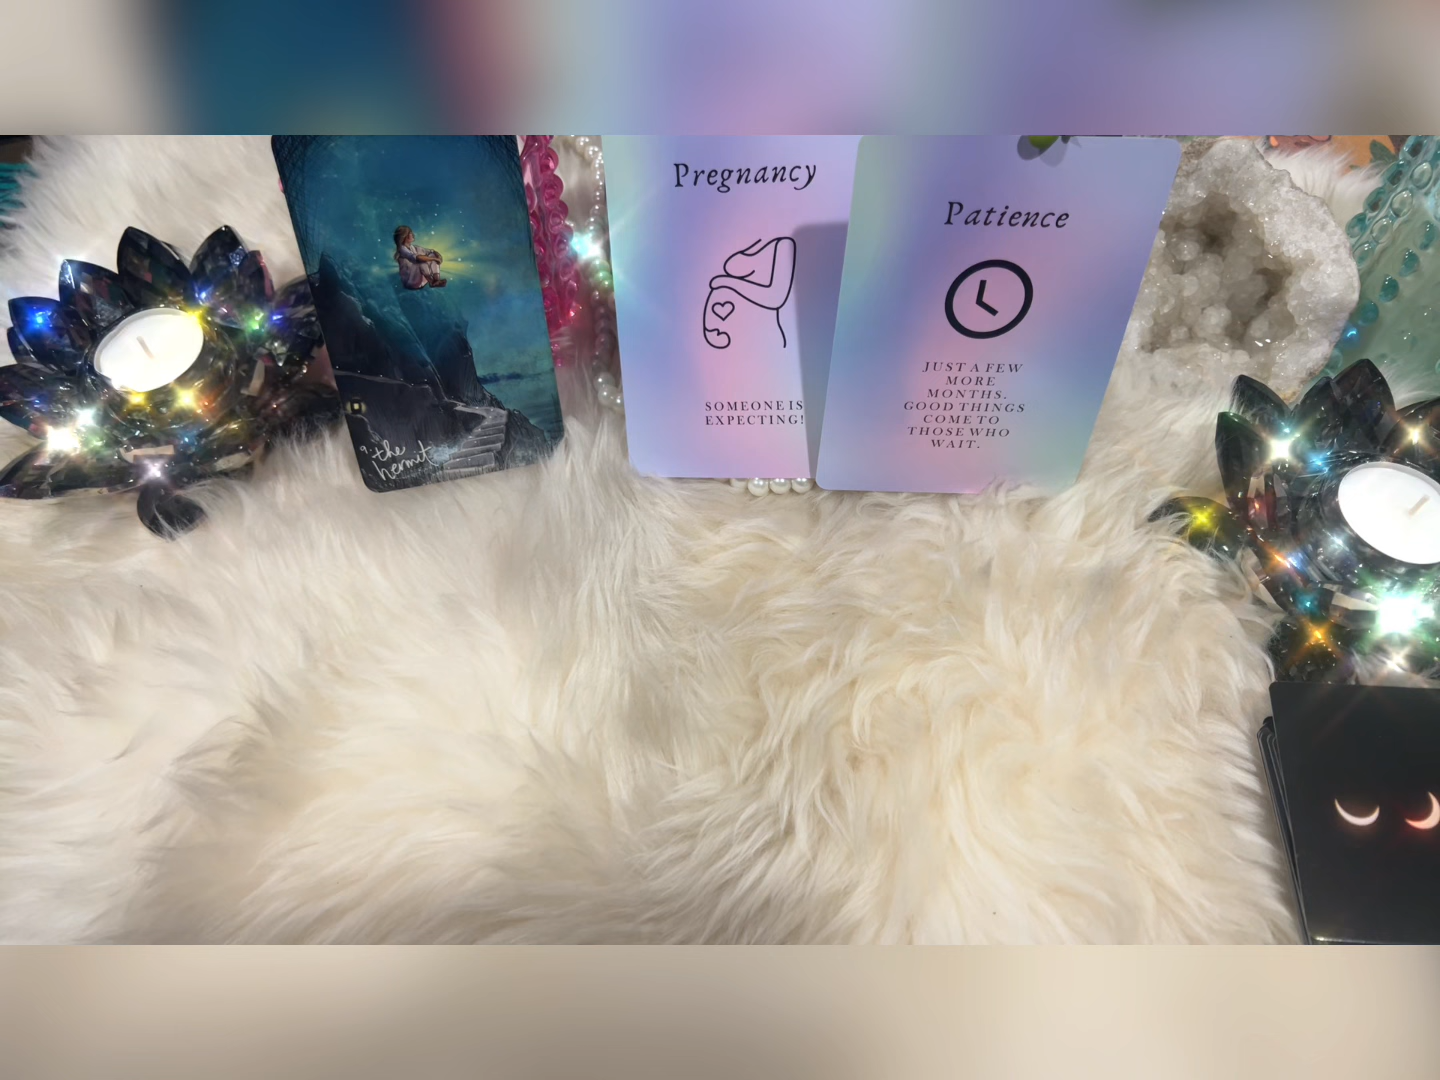 9. the
hermit
Pregnancy
SOMEONE IS
EXPECTING!
Patience
JUST A FEW
MORE
MONTHS.
GOOD THINGS
COME TO
THOSE WHO
WAIT.